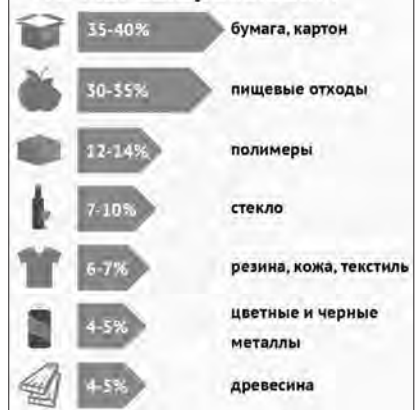 35-40% бумага, картон
30-35% пищевые отходы
12-14% полимеры
7-10% стекло
6-7% резина, кожа, текстиль
4-5% цветные и черные
металлы
4-5% древесина